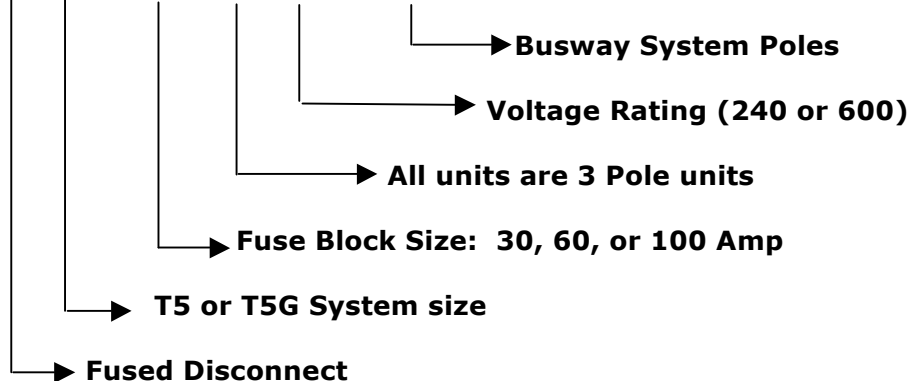 Busway System Poles
Voltage Rating (240 or 600)
All units are 3 Pole units
Fuse Block Size: 30, 60, or 100 Amp
T5 or T5G System size
Fused Disconnect